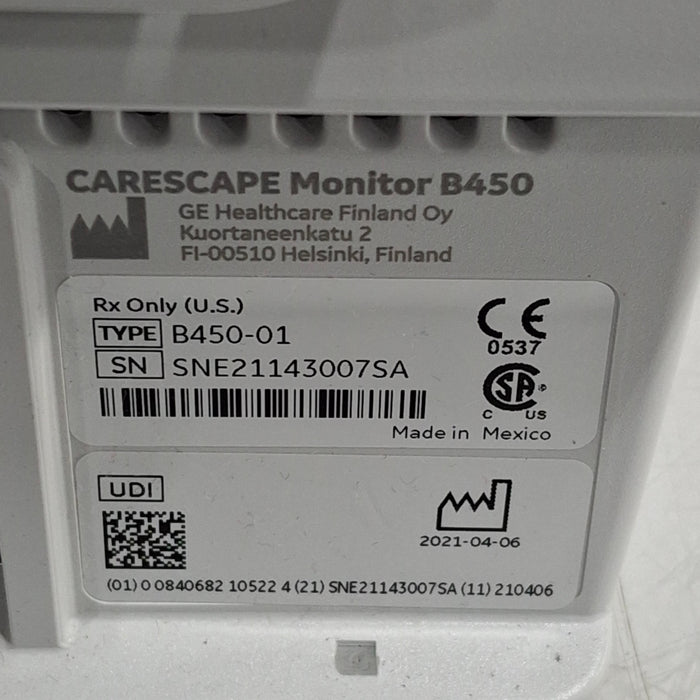 CARESCAPE Monitor B450
GE Healthcare Finland Oy
Kuortaneenkatu 2
FI-00510 Helsinki, Finland
Rx Only (U.S.)
TYPE B450-01
SN SNE21143007SA
CE
0537
SA
C US
Made in Mexico
UDI
2021-04-06
(01) 0 0840682 10522 4 (21) SNE21143007SA (11) 210406